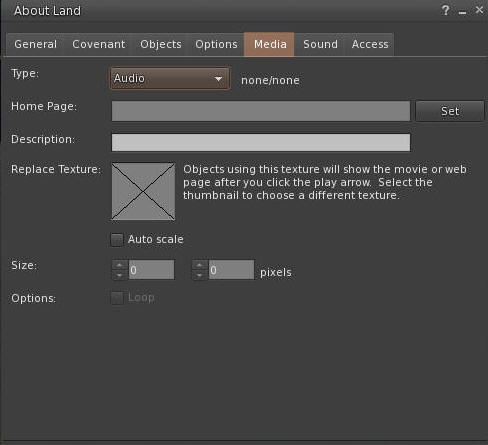 About Land ? _ ×
General Covenant Objects Options Media Sound Access
Type: Audio none/none
Home Page: Set
Description:
Replace Texture: Objects using this texture will show the movie or web
page after you click the play arrow. Select the
thumbnail to choose a different texture.
Auto scale
Size: 0 0 pixels
Options: Loop